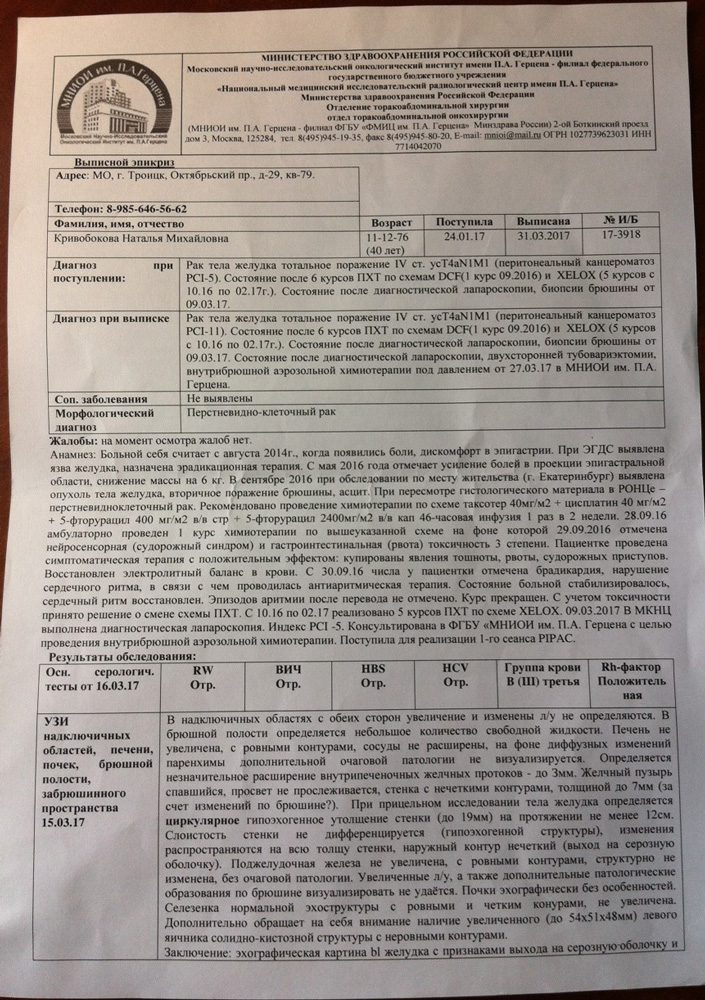 МНИОИ им. П.А.Герцена
Московский Научно-Исследовательский
Онкологический Институт им. П.А.Герцена
МИНИСТЕРСТВО ЗДРАВООХРАНЕНИЯ РОССИЙСКОЙ ФЕДЕРАЦИИ
Московский научно-исследовательский онкологический институт имени П.А. Герцена - филиал федерального
государственного бюджетного учреждения
«Национальный медицинский исследовательский радиологический центр имени П.А. Герцена»
Министерства здравоохранения Российской Федерации
Отделение торакоабдоминальной хирургии
отдел торакоабдоминальной онкохирургии
(МНИОИ им. П.А. Герцена - филиал ФГБУ «ФМИЦ им. П.А. Герцена» Минздрава России) 2-ой Боткинский проезд
дом 3, Москва, 125284, тел. 8(495)945-19-35, факс 8(495)945-80-20, E-mail: mnioi@mail.ru ОГРН 1027739623031 ИНН
7714042070
Выписной эпикриз
Адрес: МО, г. Троицк, Октябрьский пр., д-29, кв-79.
Телефон: 8-985-646-56-62
Фамилия, имя, отчество Возраст Поступила Выписана № И/Б
Кривобокова Наталья Михайловна 11-12-76 24.01.17 31.03.2017 17-3918
(40 лет)
Диагноз при поступлении: Рак тела желудка тотальное поражение IV ст. усТ4аN1M1 (перитонеальный канцероматоз
PCI-5). Состояние после 6 курсов ПХТ по схемам DCF(1 курс 09.2016) и XELOX (5 курсов
с 10.16 по 02.17г.). Состояние после диагностической лапароскопии, биопсии брюшины от
09.03.17.
Диагноз при выписке Рак тела желудка тотальное поражение IV ст. усТ4аN1M1 (перитонеальный канцероматоз
PCI-11). Состояние после 6 курсов ПХТ по схемам DCF(1 курс 09.2016) и XELOX (5 курсов
с 10.16 по 02.17г.). Состояние после диагностической лапароскопии, биопсии брюшины от
09.03.17. Состояние после диагностической лапароскопии, двухсторонней тубовариэктомии,
внутрибрюшной аэрозольной химиотерапии под давлением от 27.03.17 в МНИОИ им. П.А.
Герцена.
Соп. заболевания Не выявлены
Морфологический диагноз Перстневидно-клеточный рак
Жалобы: на момент осмотра жалоб нет.
Анамнез: Больной себя считает с августа 2014г., когда появились боли, дискомфорт в эпигастрии. При ЭГДС выявлена
язва желудка, назначена эрадикационная терапия. С мая 2016 года отмечает усиление болей в проекции эпигастральной
области, снижение массы на 6 кг. В сентябре 2016 при обследовании по месту жительства (г. Екатеринбург) выявлена
опухоль тела желудка, вторичное поражение брюшины, асцит. При пересмотре гистологического материала в РОНЦе –
перстневидноклеточный рак. Рекомендовано проведение химиотерапии по схеме таксотер 40мг/м2 + цисплатин 40 мг/м2
+ 5-фторурацил 400 мг/м2 в/в стр + 5-фторурацил 2400мг/м2 в/в кап 46-часовая инфузия 1 раз в 2 недели. 28.09.16
амбулаторно проведен 1 курс химиотерапии по вышеуказанной схеме на фоне которой 29.09.2016 отмечена
нейросенсорная (судорожный синдром) и гастроинтестинальная (рвота) токсичность 3 степени. Пациентке проведена
симптоматическая терапия с положительным эффектом: купированы явления тошноты, рвоты, судорожных приступов.
Восстановлен электролитный баланс в крови. С 30.09.16 числа у пациентки отмечена брадикардия, нарушение
сердечного ритма, в связи с чем проводилась антиаритмическая терапия. Состояние больной стабилизировалось,
сердечный ритм восстановлен. Эпизодов аритмии после перевода не отмечено. Курс прекращен. С учетом токсичности
принято решение о смене схемы ПХТ. С 10.16 по 02.17 реализовано 5 курсов ПХТ по схеме XELOX. 09.03.2017 В МКНЦ
выполнена диагностическая лапароскопия. Индекс PCI -5. Консультирована в ФГБУ «МНИОИ им. П.А. Герцена с целью
проведения внутрибрюшной аэрозольной химиотерапии. Поступила для реализации 1-го сеанса PIPAC.
Результаты обследования:
Осн. серологич. RW ВИЧ HBS HCV Группа крови Rh-фактор
тесты от 16.03.17 Отр. Отр. Отр. Отр. В (III) третья Положитель
ная
УЗИ
надключичных
областей, печени,
почек, брюшной
полости,
забрюшинного
пространства
15.03.17
В надключичных областях с обеих сторон увеличение и изменены л/у не определяются. В
брюшной полости определяется небольшое количество свободной жидкости. Печень не
увеличена, с ровными контурами, сосуды не расширены, на фоне диффузных изменений
паренхимы дополнительной очаговой патологии не визуализируется. Определяется
незначительное расширение внутрипеченочных желчных протоков - до 3мм. Желчный пузырь
спавшийся, просвет не прослеживается, стенка с нечеткими контурами, толщиной до 7мм (за
счет изменений по брюшине?). При прицельном исследовании тела желудка определяется
циркулярное гипоэхогенное утолщение стенки (до 19мм) на протяжении не менее 12см.
Слоистость стенки не дифференцируется (гипоэхогенной структуры), изменения
распространяются на всю толщу стенки, наружный контур нечеткий (выход на серозную
оболочку). Поджелудочная железа не увеличена, с ровными контурами, структурно не
изменена, без очаговой патологии. Увеличенные л/у, а также дополнительные патологические
образования по брюшине визуализировать не удаётся. Почки эхографически без особенностей.
Селезенка нормальной эхоструктуры с ровными и четким конурами, не увеличена.
Дополнительно обращает на себя внимание наличие увеличенного (до 54х51х48мм) левого
яичника солидно-кистозной структуры с неровными контурами.
Заключение: эхографическая картина bl желудка с признаками выхода на серозную оболочку и